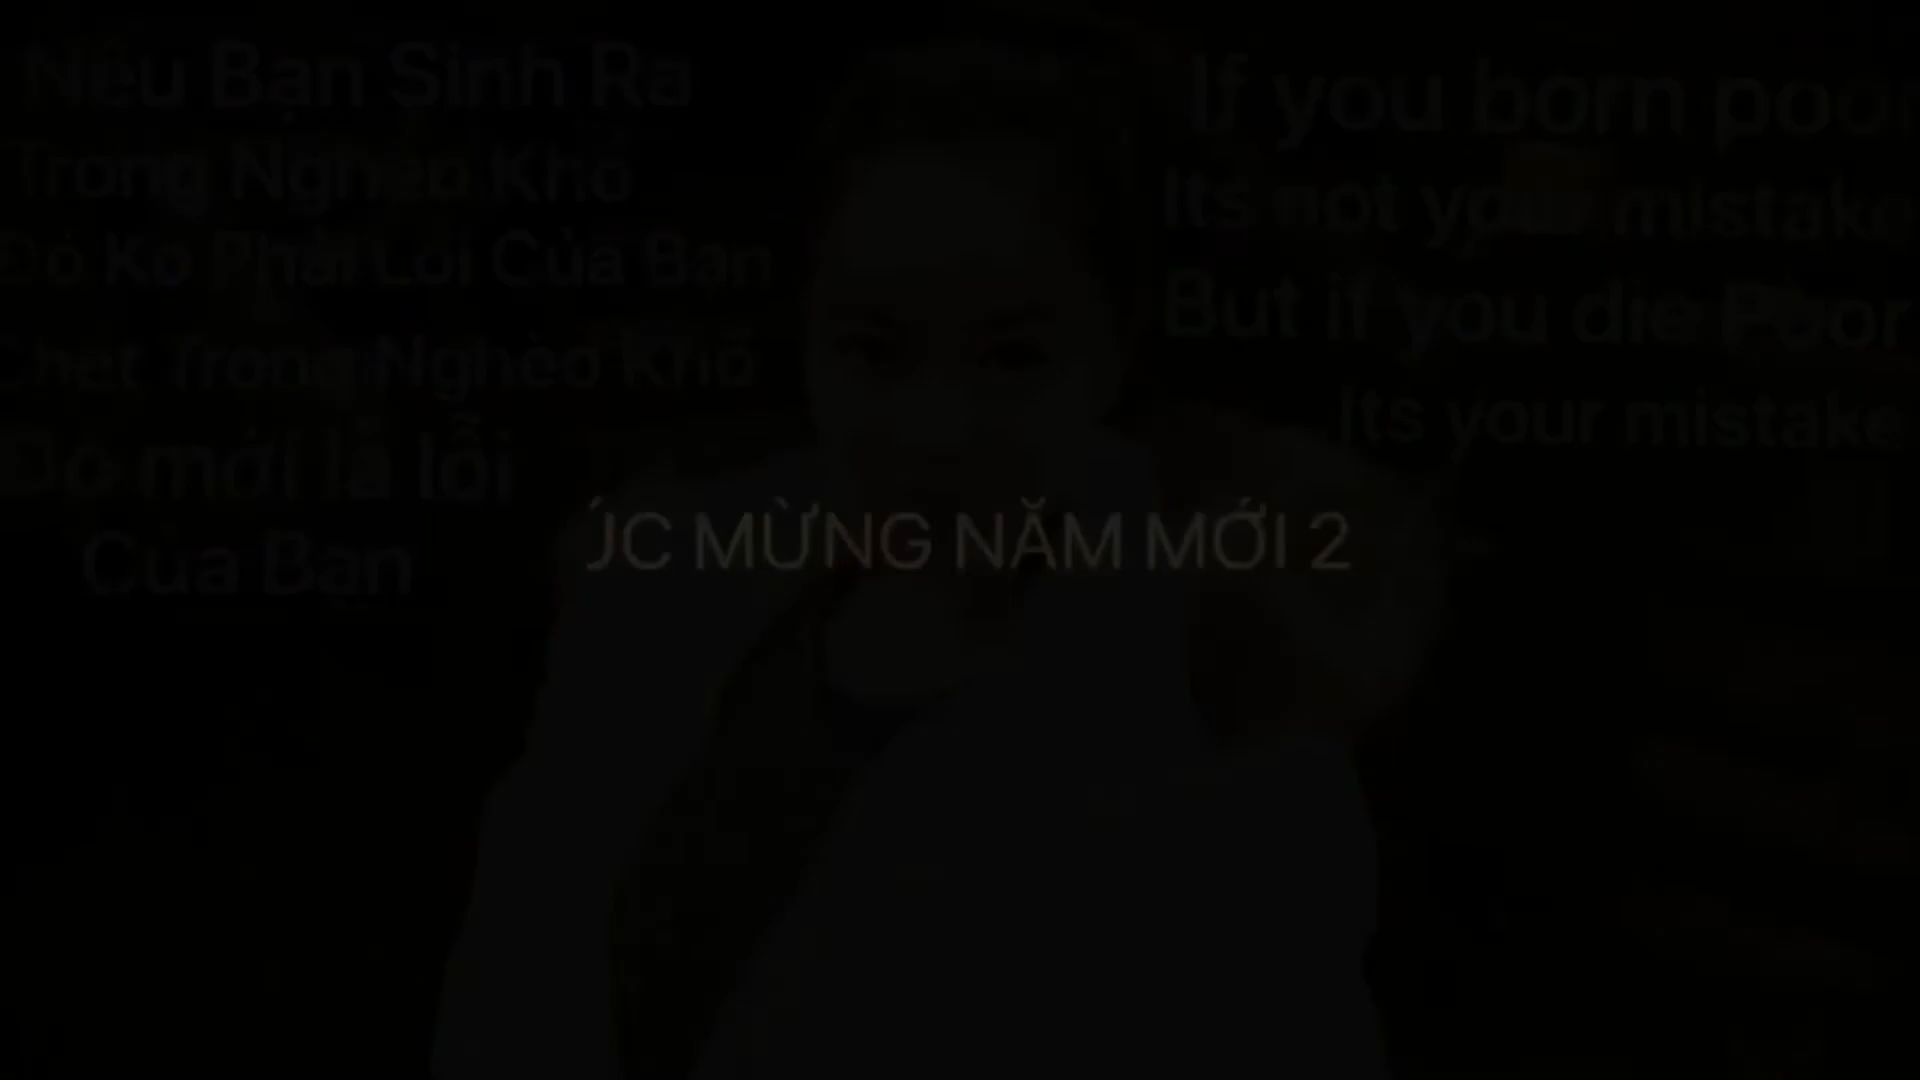 Nếu Bạn Sinh Ra
Trong Nghèo Khổ
Đó Ko Phải Lỗi Của Bạn
Chết Trong Nghèo Khổ
Đó mới là lỗi
Của Bạn
If you born poor
Its not your mistake
But if you die Poor
Its your mistake
ÚC MỪNG NĂM MỚI 2